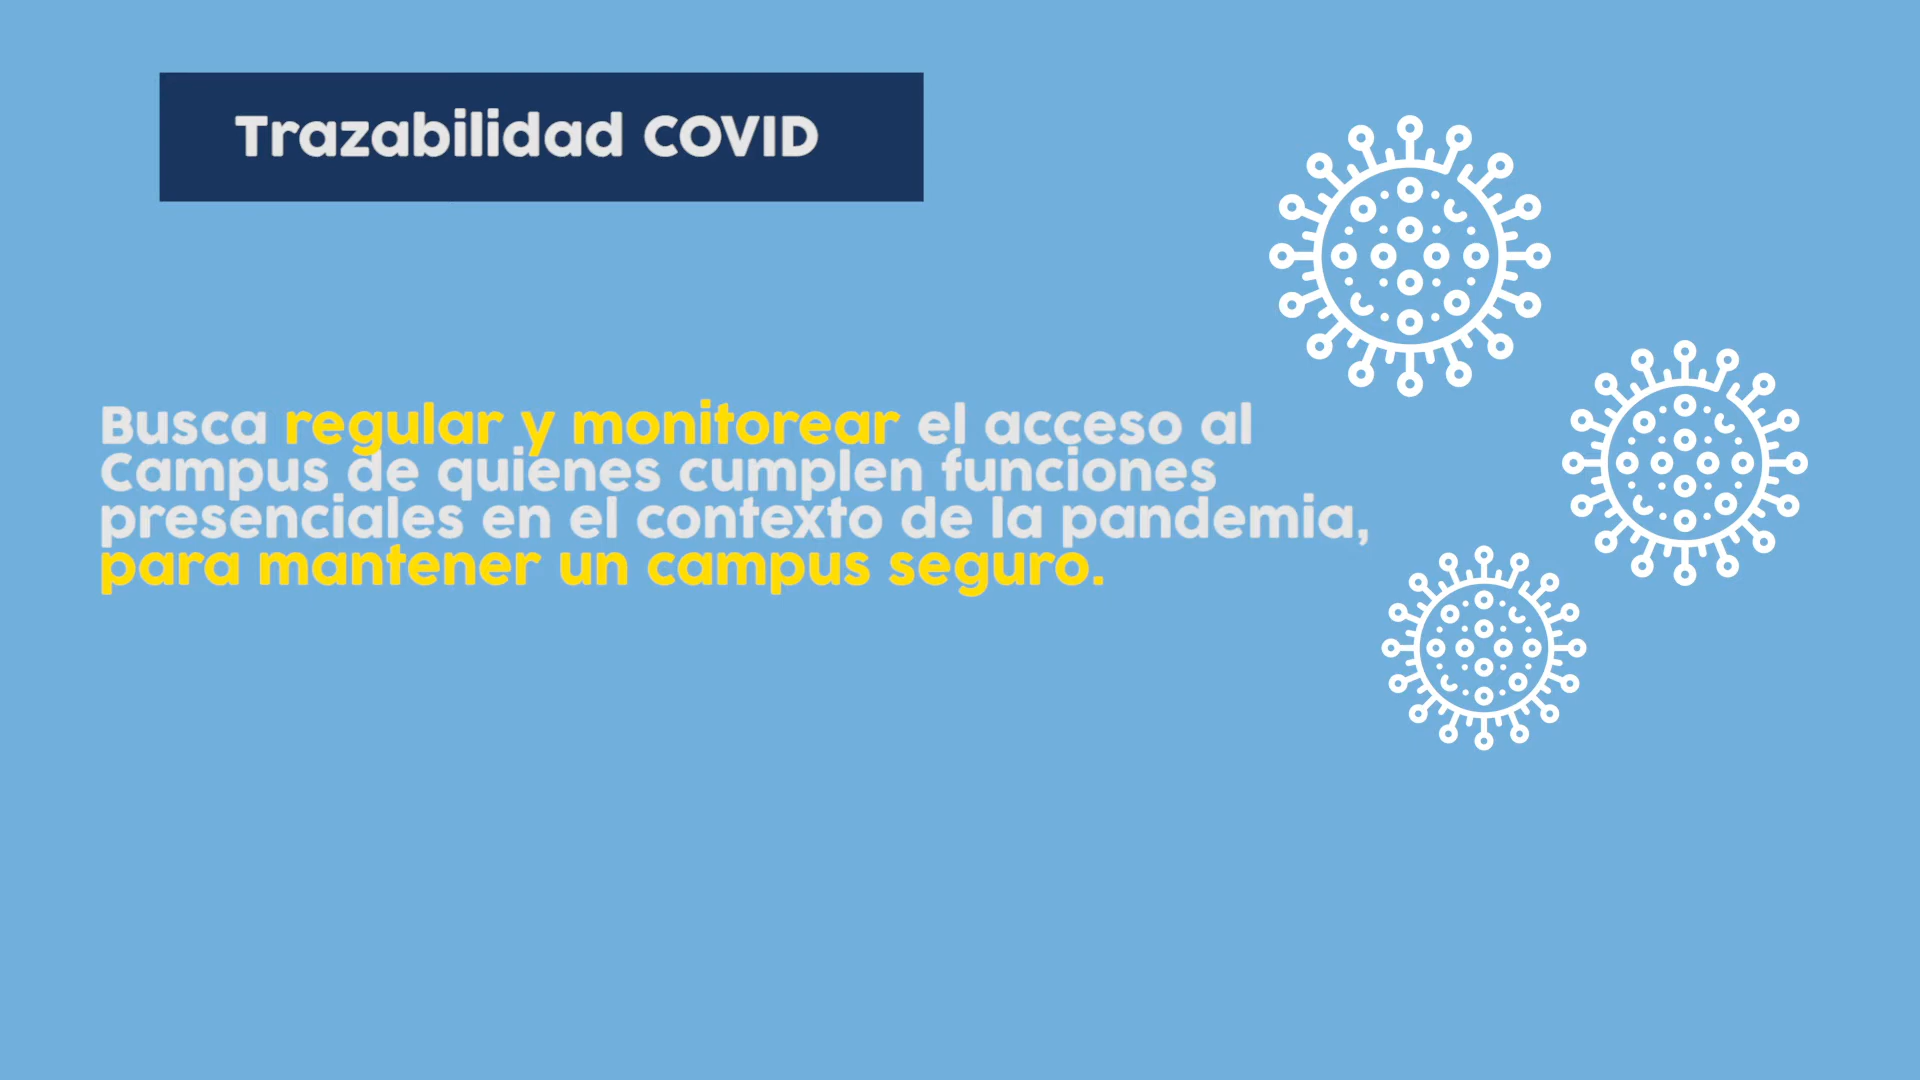 Trazabilidad COVID
Busca regular y monitorear el acceso al
Campus de quienes cumplen funciones
presenciales en el contexto de la pandemia,
para mantener un campus seguro.